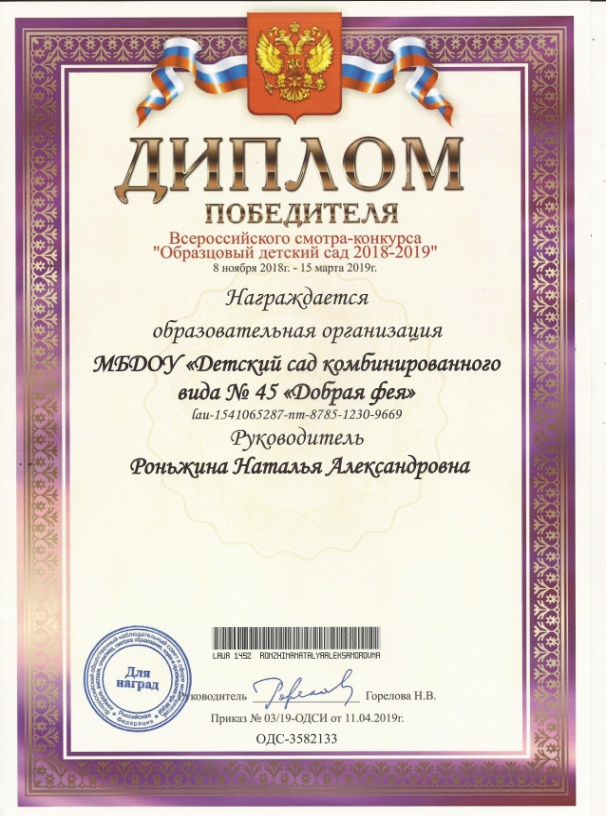 ДИПЛОМ
ПОБЕДИТЕЛЯ
Всероссийского смотра-конкурса
"Образцовый детский сад 2018-2019"
8 ноября 2018г. - 15 марта 2019г.
Награждается
образовательная организация
МБДОУ «Детский сад комбинированного
вида № 45 «Добрая фея»
lau-1541065287-nm-8785-1230-9669
Руководитель
Роньжина Наталья Александровна
LAUR 1452 RONZHINANATALYAALEKSANDROVNA
Для
наград
Российская
Федерация
Руководитель Горелова Н.В.
Приказ № 03/19-ОДСИ от 11.04.2019г.
ОДС-3582133